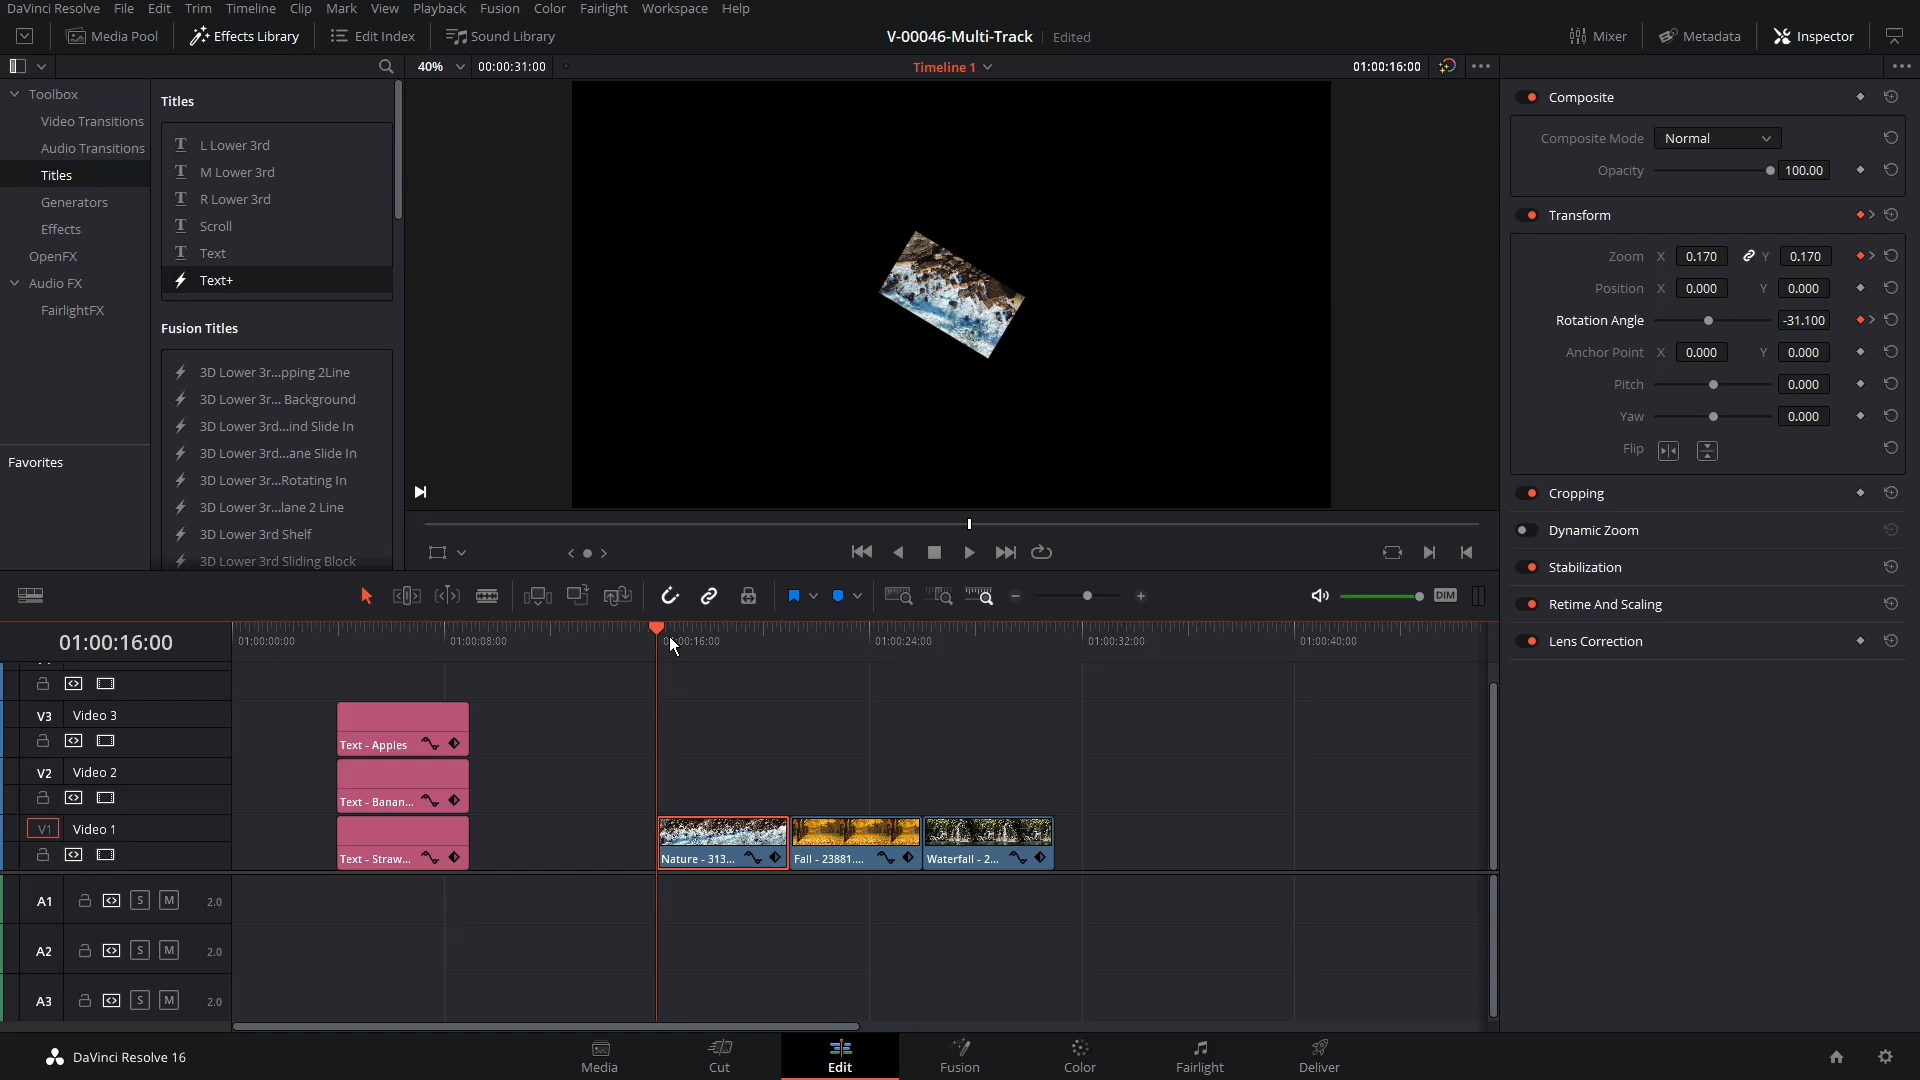 DaVinci Resolve File Edit Trim Timeline Clip Mark View Playback Fusion Color Fairlight Workspace Help
Media Pool Effects Library Edit Index Sound Library V-00046-Multi-Track Edited Mixer Metadata Inspector
40% 00:00:31:00 Timeline 1 01:00:16:00
Toolbox
Video Transitions
Audio Transitions
Titles
Generators
Effects
OpenFX
Audio FX
FairlightFX
Favorites
Titles
L Lower 3rd
M Lower 3rd
R Lower 3rd
Scroll
Text
Text+
Fusion Titles
3D Lower 3r...pping 2Line
3D Lower 3r... Background
3D Lower 3rd...ind Slide In
3D Lower 3rd...ane Slide In
3D Lower 3r...Rotating In
3D Lower 3r...lane 2 Line
3D Lower 3rd Shelf
3D Lower 3rd Sliding Block
Composite
Composite Mode Normal
Opacity 100.00
Transform
Zoom X 0.170 Y 0.170
Position X 0.000 Y 0.000
Rotation Angle -31.100
Anchor Point X 0.000 Y 0.000
Pitch 0.000
Yaw 0.000
Flip
Cropping
Dynamic Zoom
Stabilization
Retime And Scaling
Lens Correction
DIM
01:00:16:00
01:00:00:00 01:00:08:00 01:00:16:00 01:00:24:00 01:00:32:00 01:00:40:00
V3 Video 3
Text - Apples
V2 Video 2
Text - Banan...
V1 Video 1
Text - Straw... Nature - 313... Fall - 23881.... Waterfall - 2...
A1 S M 2.0
A2 S M 2.0
A3 S M 2.0
DaVinci Resolve 16
Media Cut Edit Fusion Color Fairlight Deliver